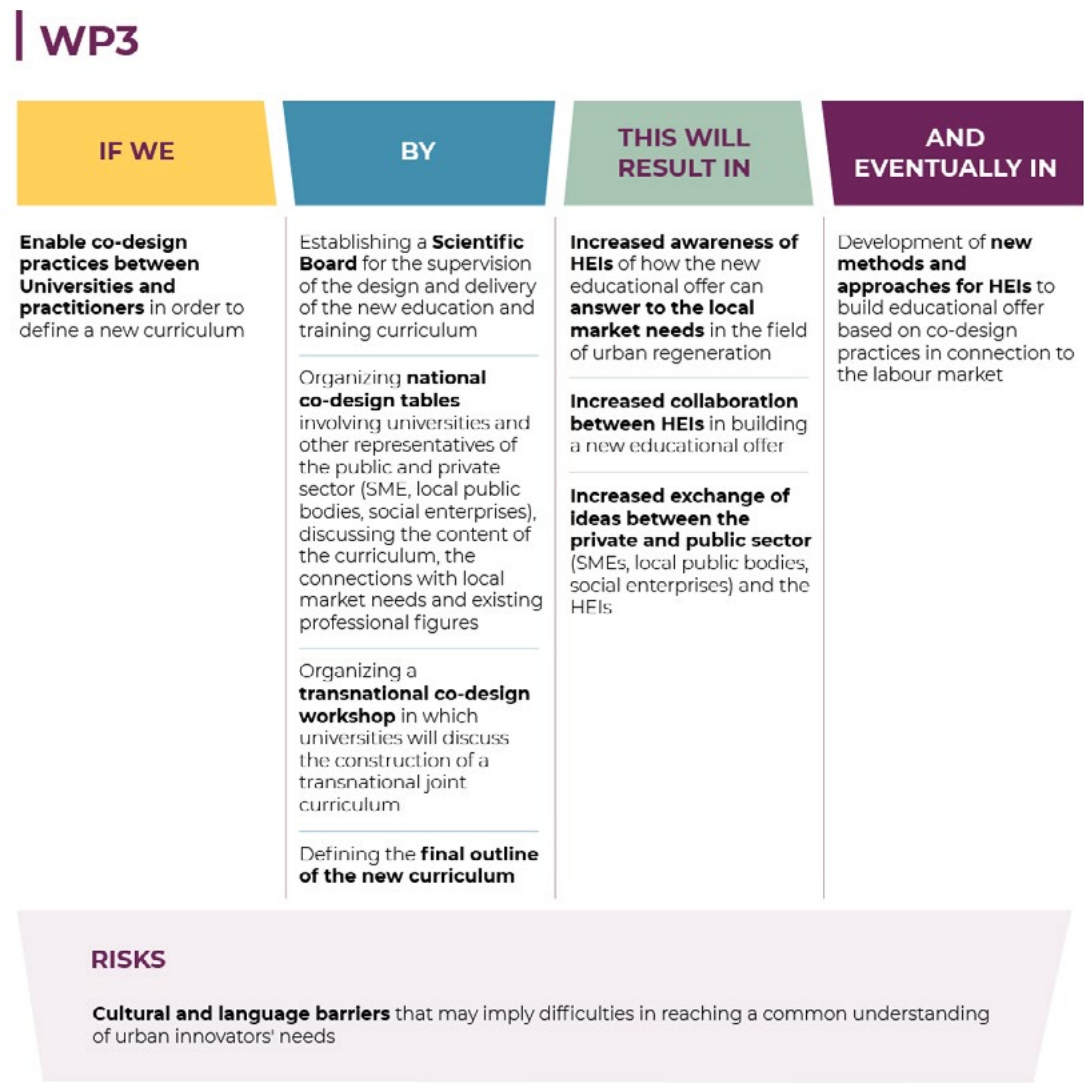 WP3
IF WE
BY
THIS WILL
RESULT IN
AND
EVENTUALLY IN
Enable co-design
practices between
Universities and
practitioners in order to
define a new curriculum
Establishing a Scientific
Board for the supervision
of the design and delivery
of the new education and
training curriculum
Organizing national
co-design tables
involving universities and
other representatives of
the public and private
sector (SME, local public
bodies, social enterprises),
discussing the content of
the curriculum, the
connections with local
market needs and existing
professional figures
Organizing a
transnational co-design
workshop in which
universities will discuss
the construction of a
transnational joint
curriculum
Defining the final outline
of the new curriculum
Increased awareness of
HEIs of how the new
educational offer can
answer to the local
market needs in the field
of urban regeneration
Increased collaboration
between HEIs in building
a new educational offer
Increased exchange of
ideas between the
private and public sector
(SMEs, local public bodies,
social enterprises) and the
HEIs
Development of new
methods and
approaches for HEIs to
build educational offer
based on co-design
practices in connection to
the labour market
RISKS
Cultural and language barriers that may imply difficulties in reaching a common understanding
of urban innovators' needs